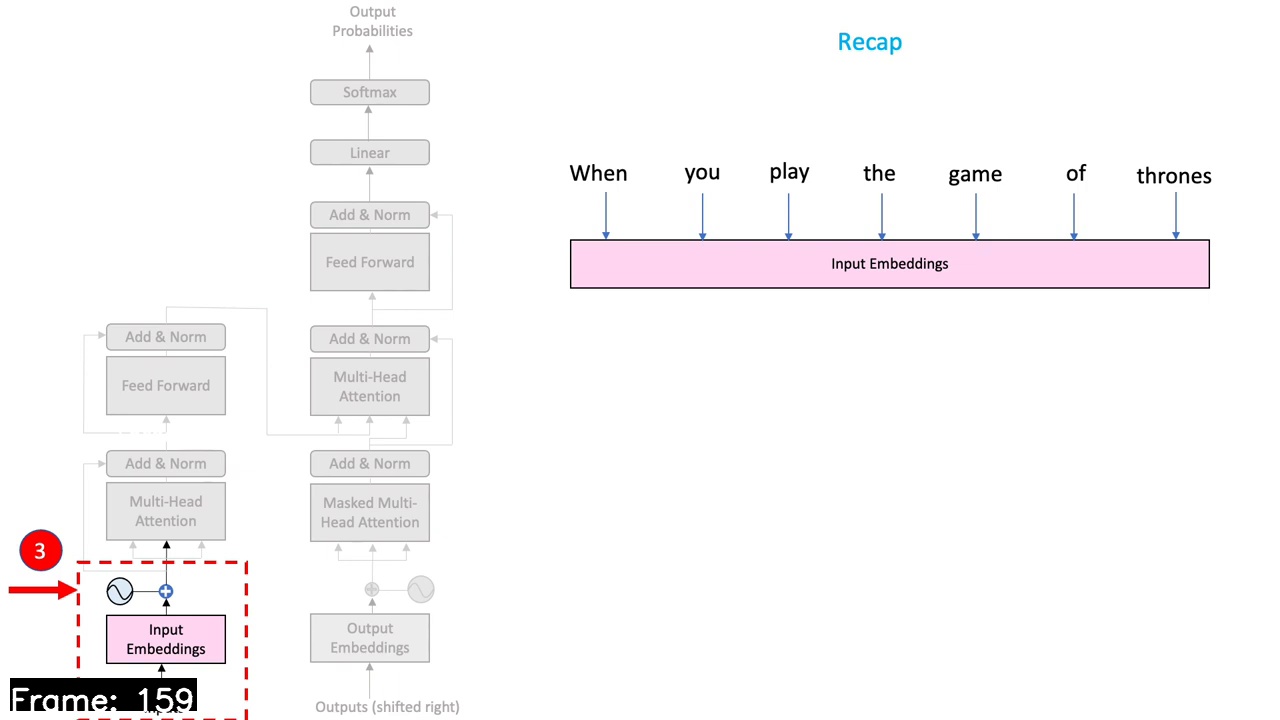 Output
Probabilities
Softmax
Linear
Add & Norm
Feed Forward
Add & Norm
Multi-Head
Attention
Add & Norm
Masked Multi-
Head Attention
Output
Embeddings
Outputs (shifted right)
Add & Norm
Feed Forward
Add & Norm
Multi-Head
Attention
3
Input
Embeddings
Frame: 159
Recap
When you play the game of thrones
Input Embeddings